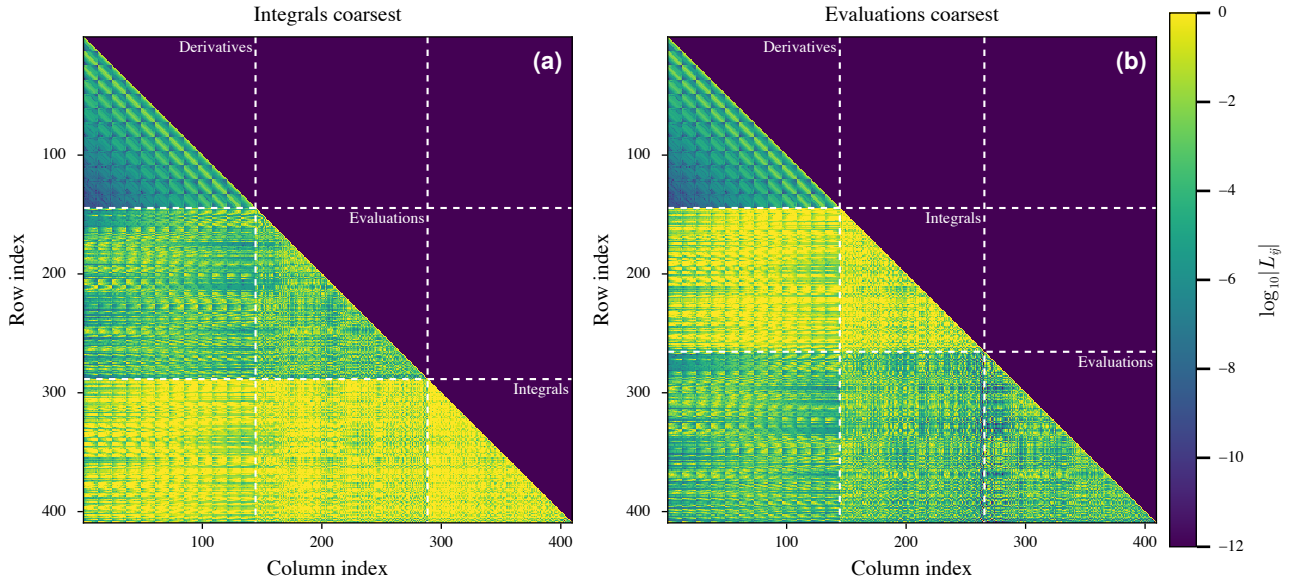 Integrals coarsest
Evaluations coarsest
Derivatives
(a)
Evaluations
Integrals
100
200
300
400
Row index
100
200
300
400
Column index
Derivatives
(b)
Integrals
Evaluations
100
200
300
400
Row index
100
200
300
400
Column index
0
−2
−4
−6
−8
−10
−12
log₁₀|Lᵢⱼ|